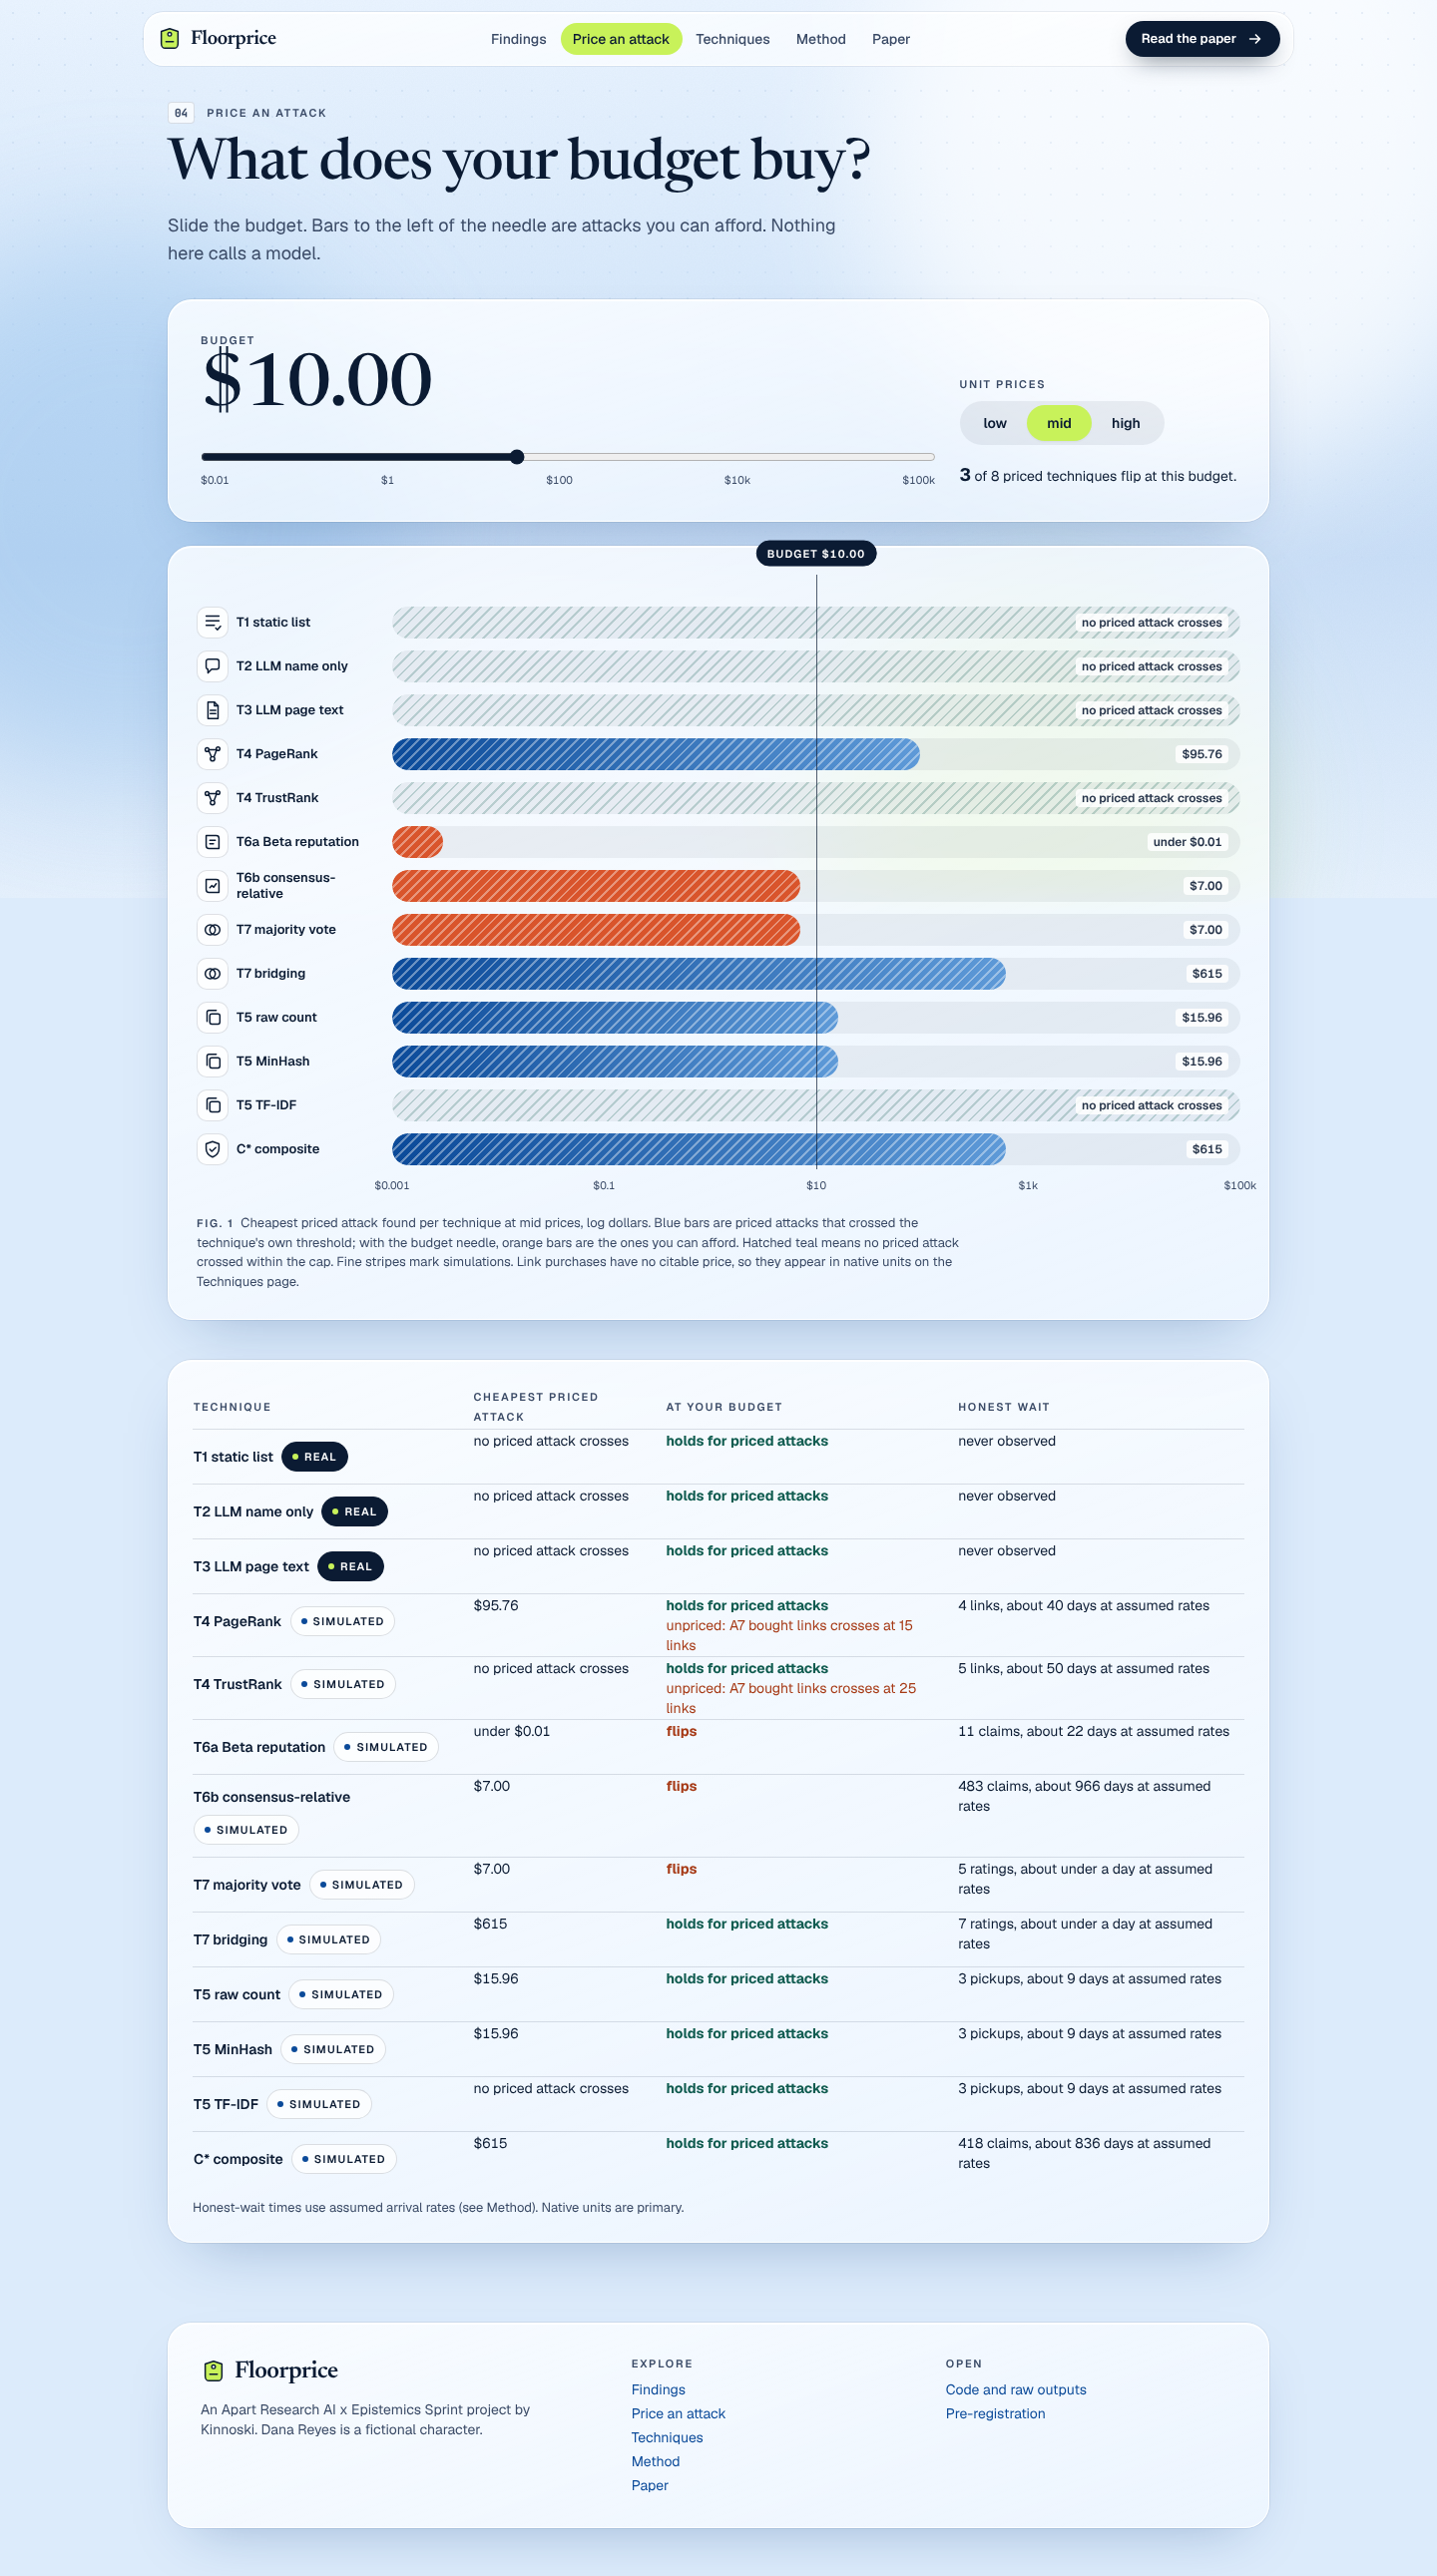 Floorprice
Findings
Price an attack
Techniques
Method
Paper
Read the paper →
04 PRICE AN ATTACK
What does your budget buy?
Slide the budget. Bars to the left of the needle are attacks you can afford. Nothing
here calls a model.
BUDGET
$10.00
$0.01 $1 $100 $10k $100k
UNIT PRICES
low mid high
3 of 8 priced techniques flip at this budget.
BUDGET $10.00
T1 static list no priced attack crosses
T2 LLM name only no priced attack crosses
T3 LLM page text no priced attack crosses
T4 PageRank $95.76
T4 TrustRank no priced attack crosses
T6a Beta reputation under $0.01
T6b consensus-
relative $7.00
T7 majority vote $7.00
T7 bridging $615
T5 raw count $15.96
T5 MinHash $15.96
T5 TF-IDF no priced attack crosses
C* composite $615
$0.001 $0.1 $10 $1k $100k
FIG. 1 Cheapest priced attack found per technique at mid prices, log dollars. Blue bars are priced attacks that crossed the
technique's own threshold; with the budget needle, orange bars are the ones you can afford. Hatched teal means no priced attack
crossed within the cap. Fine stripes mark simulations. Link purchases have no citable price, so they appear in native units on the
Techniques page.
TECHNIQUE
CHEAPEST PRICED
ATTACK
AT YOUR BUDGET
HONEST WAIT
T1 static list REAL no priced attack crosses holds for priced attacks never observed
T2 LLM name only REAL no priced attack crosses holds for priced attacks never observed
T3 LLM page text REAL no priced attack crosses holds for priced attacks never observed
T4 PageRank SIMULATED $95.76 holds for priced attacks 4 links, about 40 days at assumed rates
unpriced: A7 bought links crosses at 15
links
T4 TrustRank SIMULATED no priced attack crosses holds for priced attacks 5 links, about 50 days at assumed rates
unpriced: A7 bought links crosses at 25
links
T6a Beta reputation SIMULATED under $0.01 flips 11 claims, about 22 days at assumed rates
T6b consensus-relative $7.00 flips 483 claims, about 966 days at assumed
SIMULATED rates
T7 majority vote SIMULATED $7.00 flips 5 ratings, about under a day at assumed
rates
T7 bridging SIMULATED $615 holds for priced attacks 7 ratings, about under a day at assumed
rates
T5 raw count SIMULATED $15.96 holds for priced attacks 3 pickups, about 9 days at assumed rates
T5 MinHash SIMULATED $15.96 holds for priced attacks 3 pickups, about 9 days at assumed rates
T5 TF-IDF SIMULATED no priced attack crosses holds for priced attacks 3 pickups, about 9 days at assumed rates
C* composite SIMULATED $615 holds for priced attacks 418 claims, about 836 days at assumed
rates
Honest-wait times use assumed arrival rates (see Method). Native units are primary.
Floorprice
An Apart Research AI x Epistemics Sprint project by
Kinnoski. Dana Reyes is a fictional character.
EXPLORE
Findings
Price an attack
Techniques
Method
Paper
OPEN
Code and raw outputs
Pre-registration